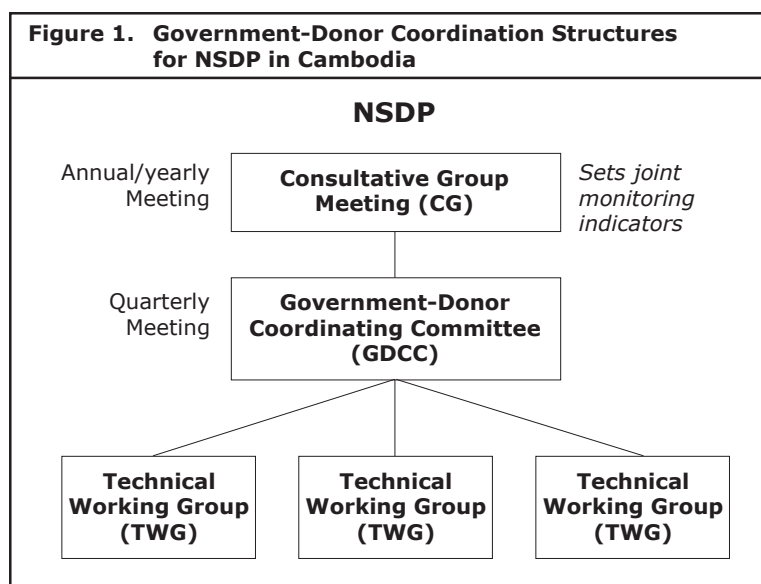 Figure 1. Government-Donor Coordination Structures
for NSDP in Cambodia
NSDP
Annual/yearly
Meeting
Consultative Group
Meeting (CG)
Sets joint
monitoring
indicators
Quarterly
Meeting
Government-Donor
Coordinating Committee
(GDCC)
Technical
Working Group
(TWG)
Technical
Working Group
(TWG)
Technical
Working Group
(TWG)